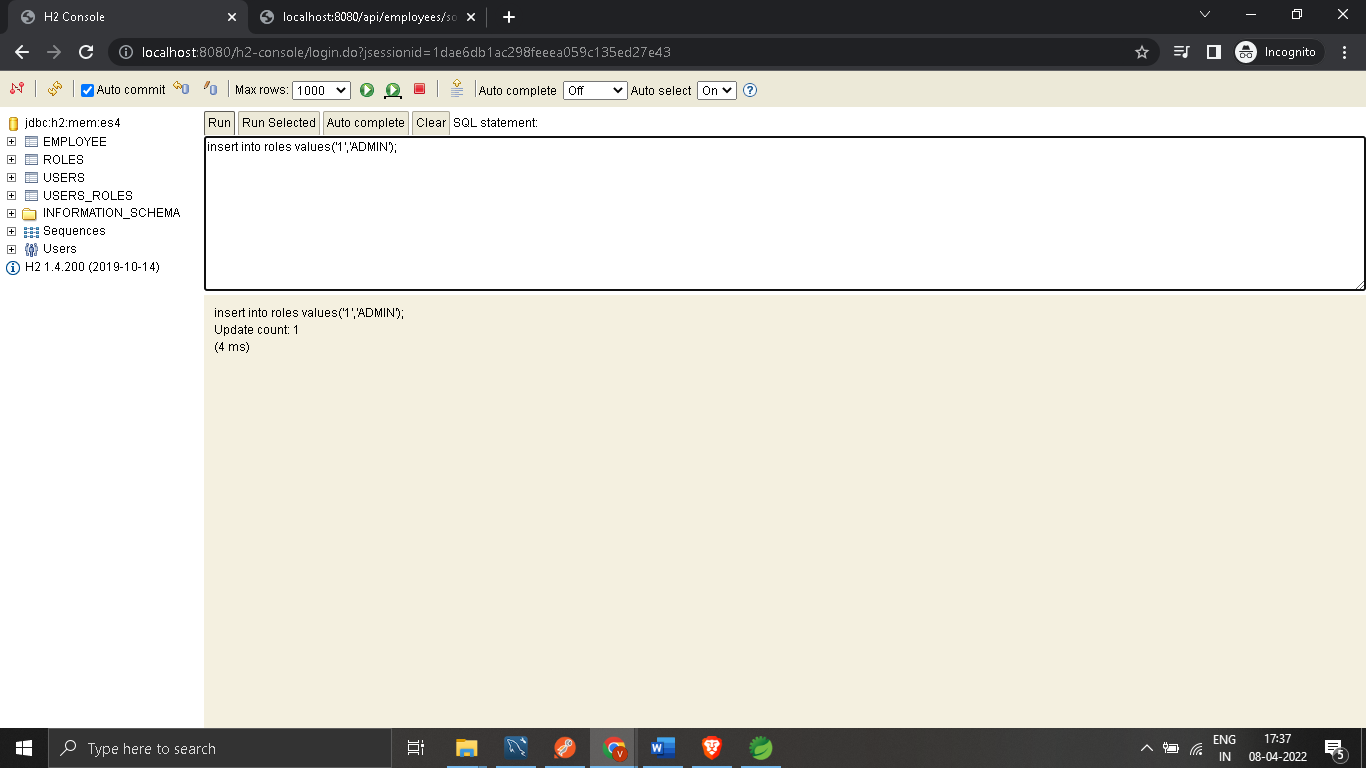 H2 Console
localhost:8080/api/employees/so
localhost:8080/h2-console/login.do?jsessionid=1dae6db1ac298feeea059c135ed27e43
Incognito
Auto commit
Max rows: 1000
Auto complete Off
Auto select On
jdbc:h2:mem:es4
EMPLOYEE
ROLES
USERS
USERS_ROLES
INFORMATION_SCHEMA
Sequences
Users
H2 1.4.200 (2019-10-14)
Run Run Selected Auto complete Clear SQL statement:
insert into roles values('1','ADMIN');
insert into roles values('1','ADMIN');
Update count: 1
(4 ms)
Type here to search
V
W
ENG
IN
17:37
08-04-2022
5